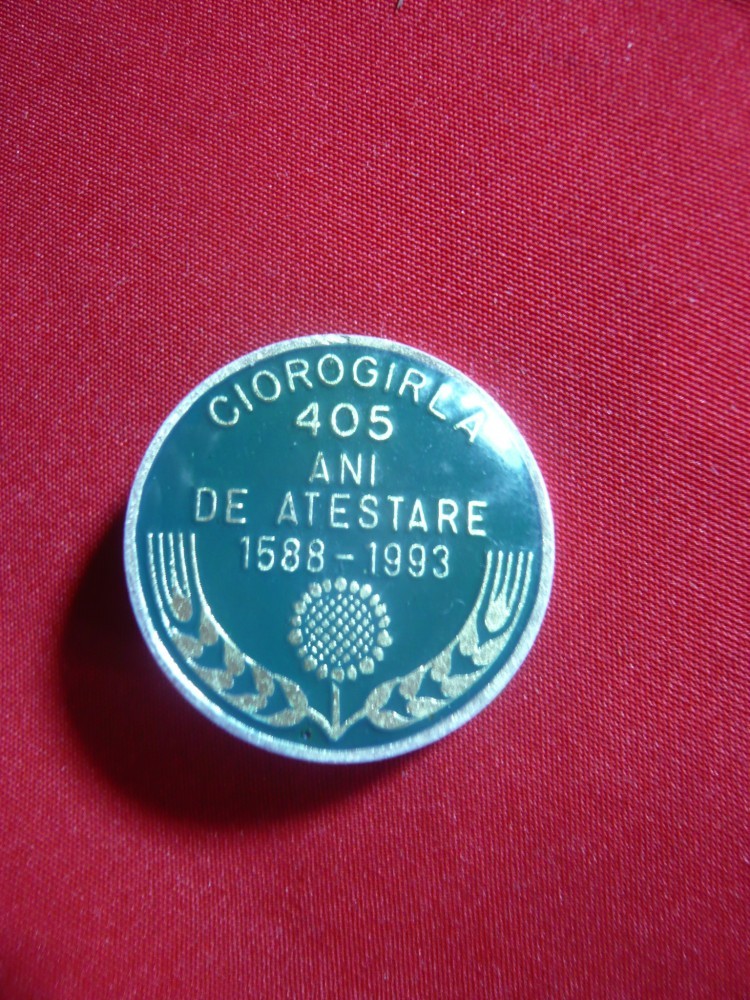 CIOROGIRLA
405
ANI
DE ATESTARE
1588-1993